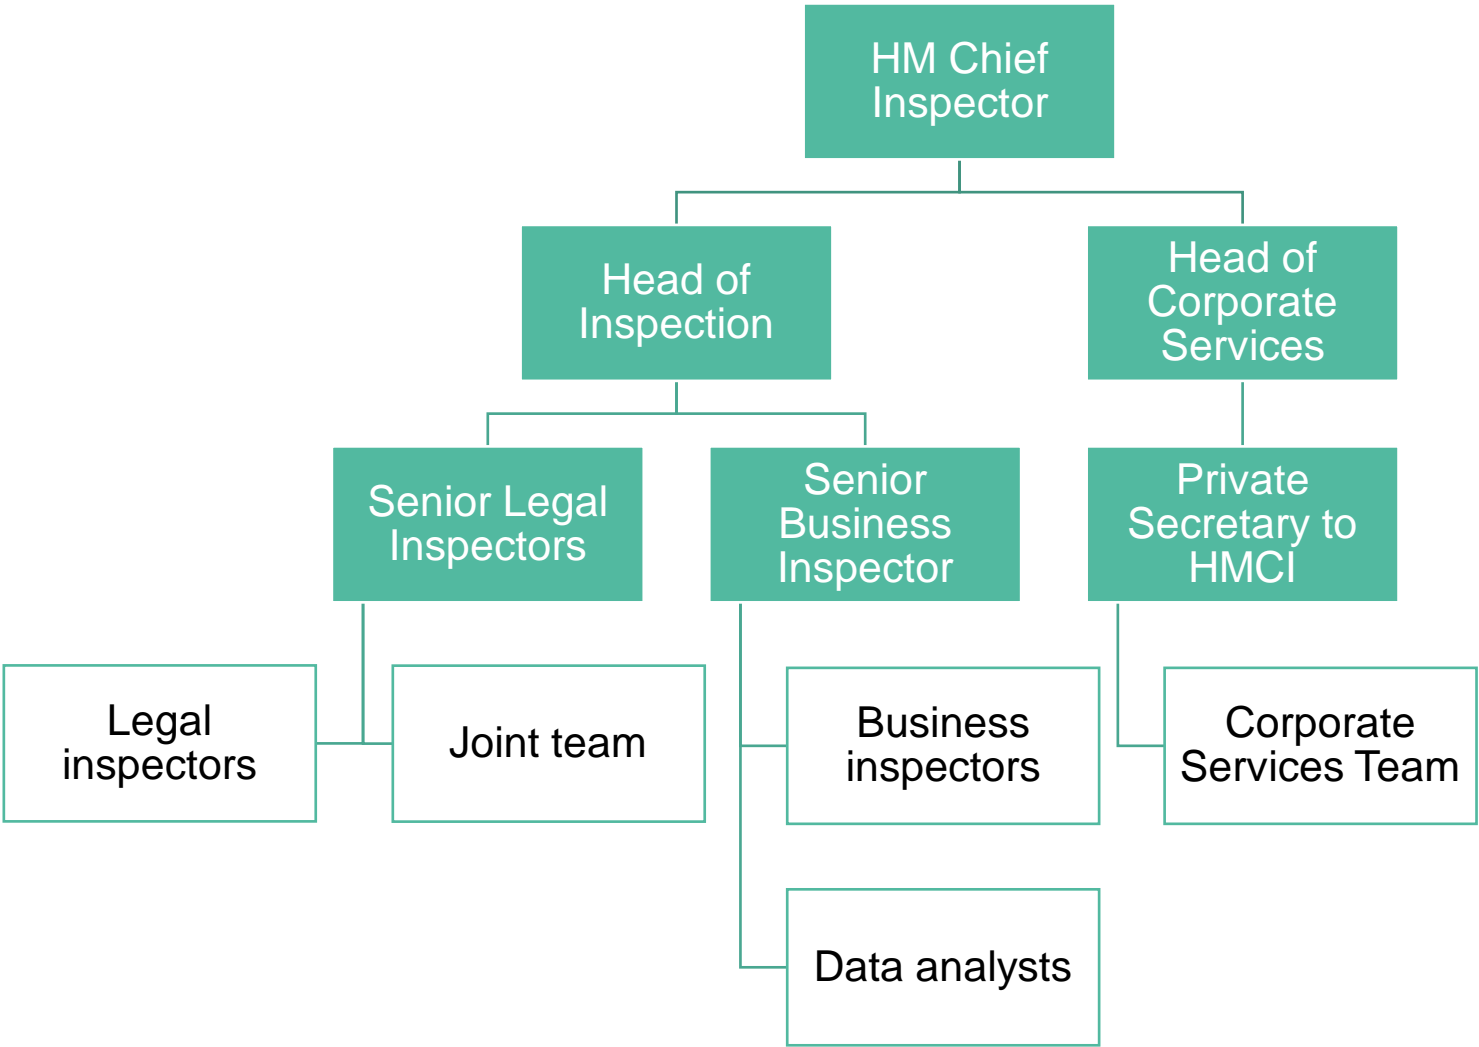 HM Chief
Inspector
Head of
Inspection
Head of
Corporate
Services
Senior Legal
Inspectors
Senior
Business
Inspector
Private
Secretary to
HMCI
Legal
inspectors
Joint team
Business
inspectors
Corporate
Services Team
Data analysts